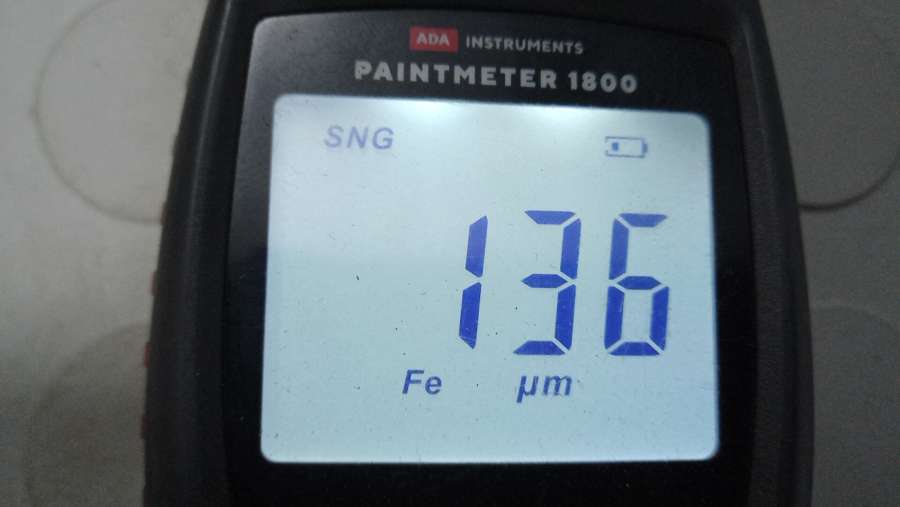 ADA INSTRUMENTS
PAINTMETER 1800
SNG
136
Fe μm